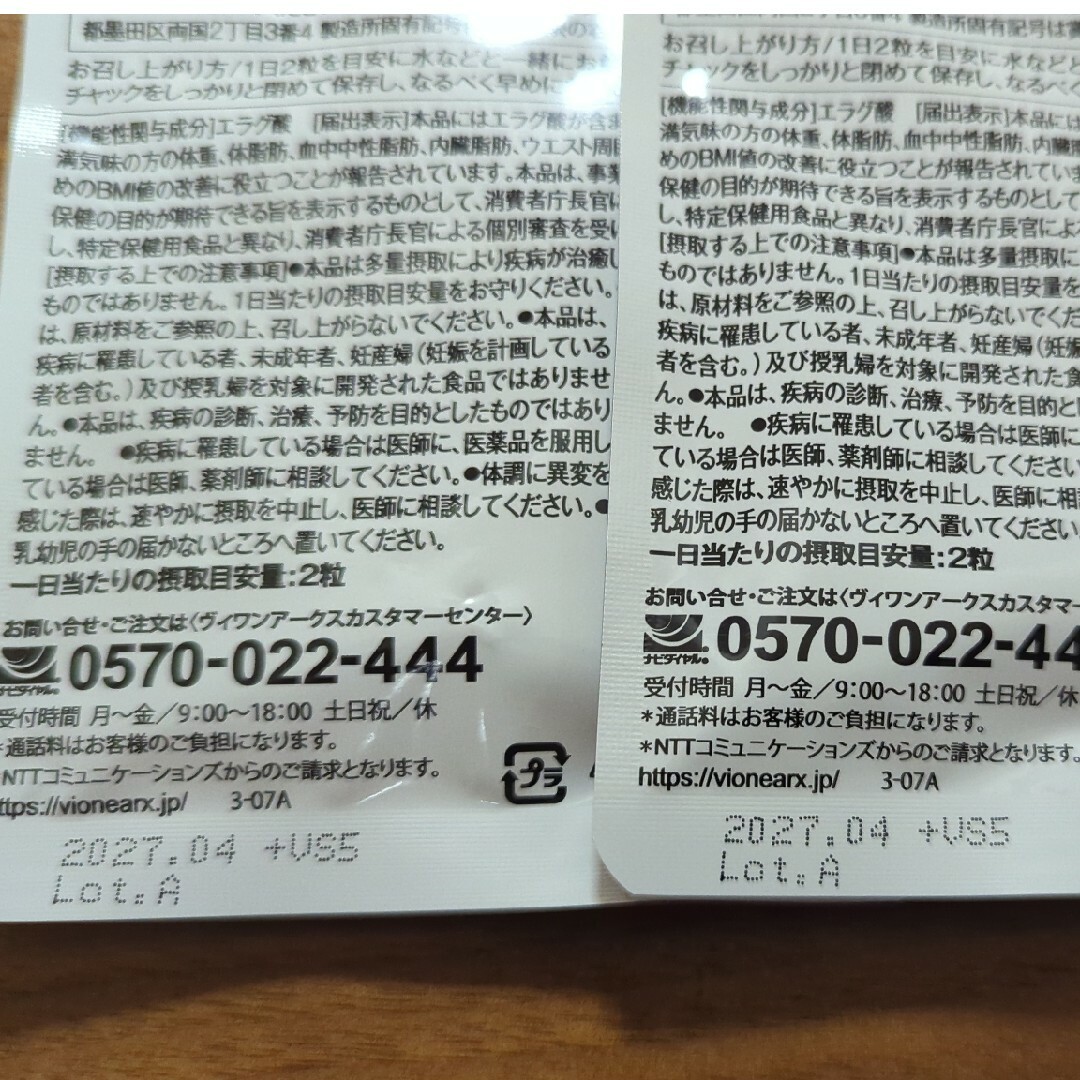 都墨田区両国2丁目3番4 製造所固有記号
お召し上がり方/1日2粒を目安に水などと一緒にお
チャックをしっかりと閉めて保存し、なるべく早めに
[機能性関与成分]エラグ酸 [届出表示]本品にはエラグ酸が含
満気味の方の体重、体脂肪、血中中性脂肪、内臓脂肪、ウエスト周
めのBMI値の改善に役立つことが報告されています。本品は、事業
保健の目的が期待できる旨を表示するものとして、消費者庁長官に
し、特定保健用食品と異なり、消費者庁長官による個別審査を受け
[摂取する上での注意事項]●本品は多量摂取により疾病が治癒し
ものではありません。1日当たりの摂取目安量をお守りください。
は、原材料をご参照の上、召し上がらないでください。●本品は、
疾病に罹患している者、未成年者、妊産婦(妊娠を計画している
者を含む。)及び授乳婦を対象に開発された食品ではありませ
ん。●本品は、疾病の診断、治療、予防を目的としたものではあり
ません。 ●疾病に罹患している場合は医師に、医薬品を服用し
ている場合は医師、薬剤師に相談してください。●体調に異変を
感じた際は、速やかに摂取を中止し、医師に相談してください。●
乳幼児の手の届かないところへ置いてください。
一日当たりの摂取目安量:2粒
お問い合せ・ご注文は〈ヴィワンアークスカスタマーセンター〉
ナビダイヤル® 0570-022-444
受付時間 月～金/9:00～18:00 土日祝/休
*通話料はお客様のご負担になります。
*NTTコミュニケーションズからのご請求となります。
ttps://vionearx.jp/ 3-07A
プラ
2027.04 +VS5
Lot.A
製造所固有記号は
お召し上がり方/1日2粒を目安に水などと
チャックをしっかりと閉めて保存し、なるべく
[機能性関与成分]エラグ酸 [届出表示]本品には
満気味の方の体重、体脂肪、血中中性脂肪、内臓
めのBMI値の改善に役立つことが報告されていま
保健の目的が期待できる旨を表示するものとして
し、特定保健用食品と異なり、消費者庁長官によ
[摂取する上での注意事項]●本品は多量摂取に
ものではありません。1日当たりの摂取目安量を
は、原材料をご参照の上、召し上がらないでくだ
疾病に罹患している者、未成年者、妊産婦(妊娠
者を含む。)及び授乳婦を対象に開発された食
ん。●本品は、疾病の診断、治療、予防を目的と
ません。 ●疾病に罹患している場合は医師に
ている場合は医師、薬剤師に相談してください
感じた際は、速やかに摂取を中止し、医師に相
乳幼児の手の届かないところへ置いてください
一日当たりの摂取目安量:2粒
お問い合せ・ご注文は〈ヴィワンアークスカスタマー
ナビダイヤル® 0570-022-44
受付時間 月～金/9:00～18:00 土日祝/休
*通話料はお客様のご負担になります。
*NTTコミュニケーションズからのご請求となります。
https://vionearx.jp/ 3-07A
2027.04 +VS5
Lot.A